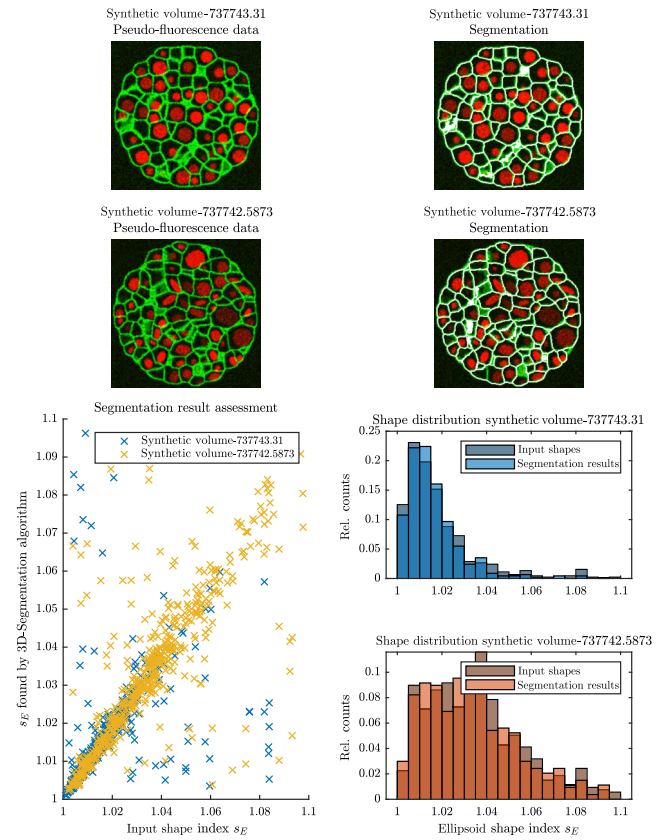 Synthetic volume-737743.31
Pseudo-fluorescence data
Synthetic volume-737743.31
Segmentation
Synthetic volume-737742.5873
Pseudo-fluorescence data
Synthetic volume-737742.5873
Segmentation
Segmentation result assessment
1.1
1.09
1.08
1.07
1.06
1.05
1.04
1.03
1.02
1.01
1
1
1.02
1.04
1.06
1.08
1.1
s_E found by 3D-Segmentation algorithm
Input shape index s_E
Synthetic volume-737743.31
Synthetic volume-737742.5873
Shape distribution synthetic volume-737743.31
0.25
0.2
0.15
0.1
0.05
0
Rel. counts
Input shapes
Segmentation results
1
1.02
1.04
1.06
1.08
1.1
Shape distribution synthetic volume-737742.5873
0.1
0.08
0.06
0.04
0.02
0
Rel. counts
Input shapes
Segmentation results
1
1.02
1.04
1.06
1.08
1.1
Ellipsoid shape index s_E